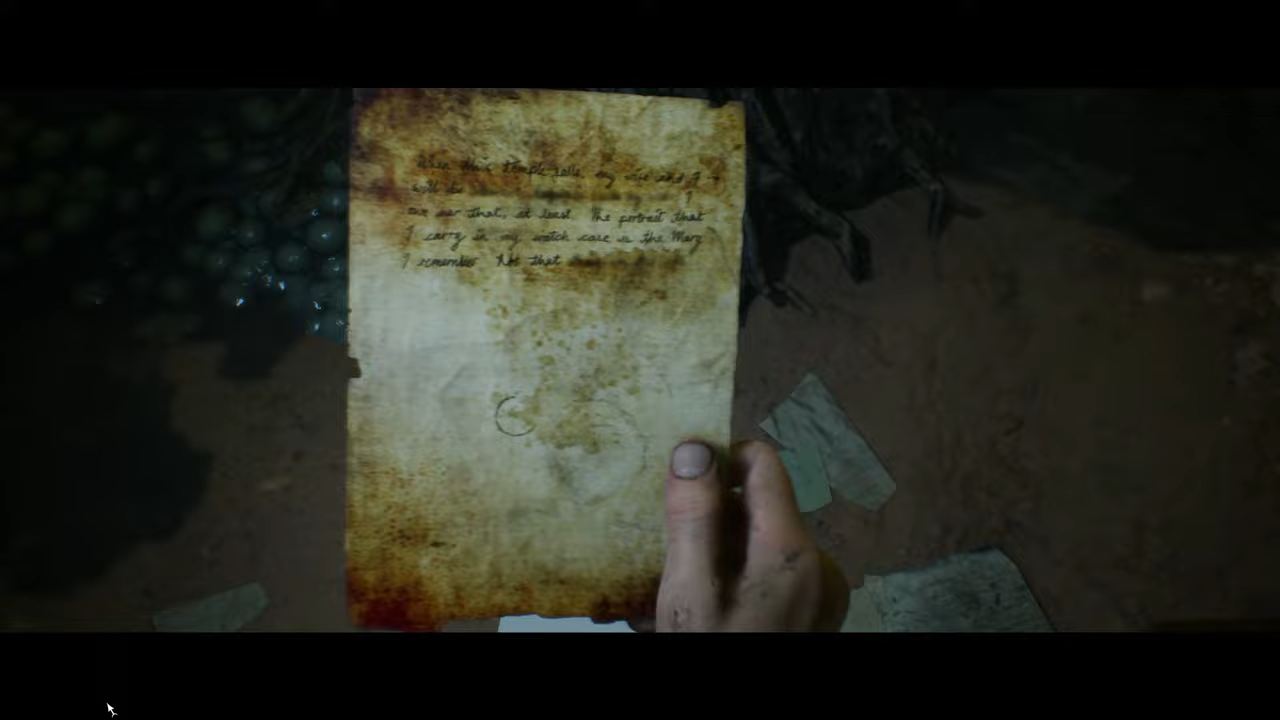 When this temple falls, my wife and I
will be
one war that, at least. The portrait that
I carry in my watch case is the Mary
I remember. Not that